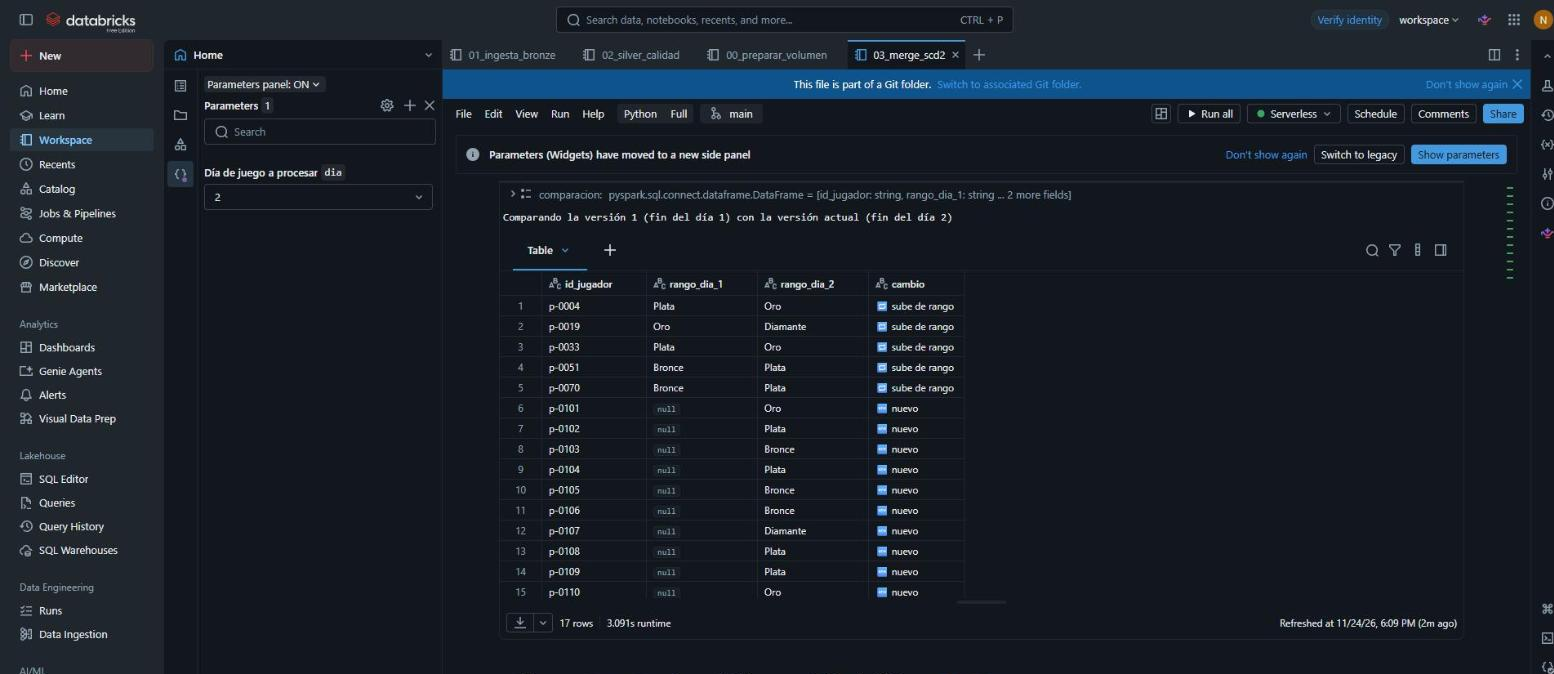 databricks
Free Edition
Search data, notebooks, recents, and more...
CTRL + P
Verify identity
workspace
N
New
Home
Learn
Workspace
Recents
Catalog
Jobs & Pipelines
Compute
Discover
Marketplace
Analytics
Dashboards
Genie Agents
Alerts
Visual Data Prep
Lakehouse
SQL Editor
Queries
Query History
SQL Warehouses
Data Engineering
Runs
Data Ingestion
AI/ML
Home
Parameters panel: ON
Parameters 1
Search
Día de juego a procesar dia
2
01_ingesta_bronze
02_silver_calidad
00_preparar_volumen
03_merge_scd2
This file is part of a Git folder. Switch to associated Git folder.
Don't show again
File Edit View Run Help Python Full main
Run all
Serverless
Schedule
Comments
Share
Parameters (Widgets) have moved to a new side panel
Don't show again
Switch to legacy
Show parameters
comparacion: pyspark.sql.connect.dataframe.DataFrame = [id_jugador: string, rango_dia_1: string ... 2 more fields]
Comparando la versión 1 (fin del día 1) con la versión actual (fin del día 2)
Table
id_jugador rango_dia_1 rango_dia_2 cambio
1 p-0004 Plata Oro sube de rango
2 p-0019 Oro Diamante sube de rango
3 p-0033 Plata Oro sube de rango
4 p-0051 Bronce Plata sube de rango
5 p-0070 Bronce Plata sube de rango
6 p-0101 null Oro nuevo
7 p-0102 null Plata nuevo
8 p-0103 null Bronce nuevo
9 p-0104 null Plata nuevo
10 p-0105 null Bronce nuevo
11 p-0106 null Bronce nuevo
12 p-0107 null Diamante nuevo
13 p-0108 null Plata nuevo
14 p-0109 null Plata nuevo
15 p-0110 null Oro nuevo
17 rows 3.091s runtime
Refreshed at 11/24/26, 6:09 PM (2m ago)